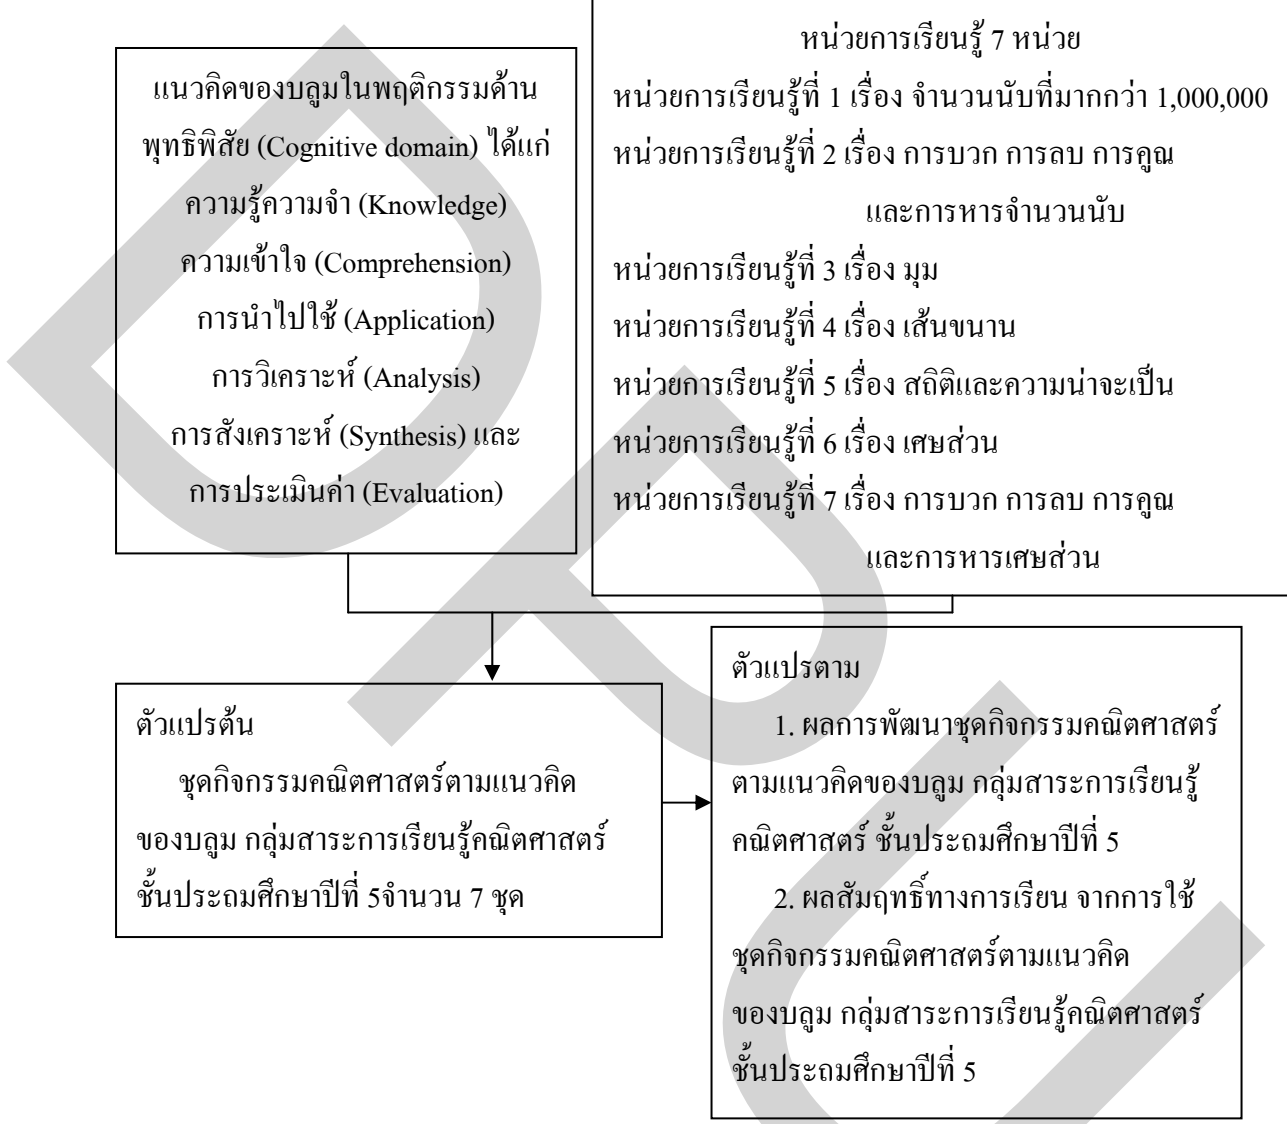 แนวคิดของบลูมในพฤติกรรมด้าน
พุทธิพิสัย (Cognitive domain) ได้แก่
ความรู้ความจำ (Knowledge)
ความเข้าใจ (Comprehension)
การนำไปใช้ (Application)
การวิเคราะห์ (Analysis)
การสังเคราะห์ (Synthesis) และ
การประเมินค่า (Evaluation)
หน่วยการเรียนรู้ 7 หน่วย
หน่วยการเรียนรู้ที่ 1 เรื่อง จำนวนนับที่มากกว่า 1,000,000
หน่วยการเรียนรู้ที่ 2 เรื่อง การบวก การลบ การคูณ
และการหารจำนวนนับ
หน่วยการเรียนรู้ที่ 3 เรื่อง มุม
หน่วยการเรียนรู้ที่ 4 เรื่อง เส้นขนาน
หน่วยการเรียนรู้ที่ 5 เรื่อง สถิติและความน่าจะเป็น
หน่วยการเรียนรู้ที่ 6 เรื่อง เศษส่วน
หน่วยการเรียนรู้ที่ 7 เรื่อง การบวก การลบ การคูณ
และการหารเศษส่วน
ตัวแปรต้น
ชุดกิจกรรมคณิตศาสตร์ตามแนวคิด
ของบลูม กลุ่มสาระการเรียนรู้คณิตศาสตร์
ชั้นประถมศึกษาปีที่ 5จำนวน 7 ชุด
ตัวแปรตาม
1. ผลการพัฒนาชุดกิจกรรมคณิตศาสตร์
ตามแนวคิดของบลูม กลุ่มสาระการเรียนรู้
คณิตศาสตร์ ชั้นประถมศึกษาปีที่ 5
2. ผลสัมฤทธิ์ทางการเรียน จากการใช้
ชุดกิจกรรมคณิตศาสตร์ตามแนวคิด
ของบลูม กลุ่มสาระการเรียนรู้คณิตศาสตร์
ชั้นประถมศึกษาปีที่ 5